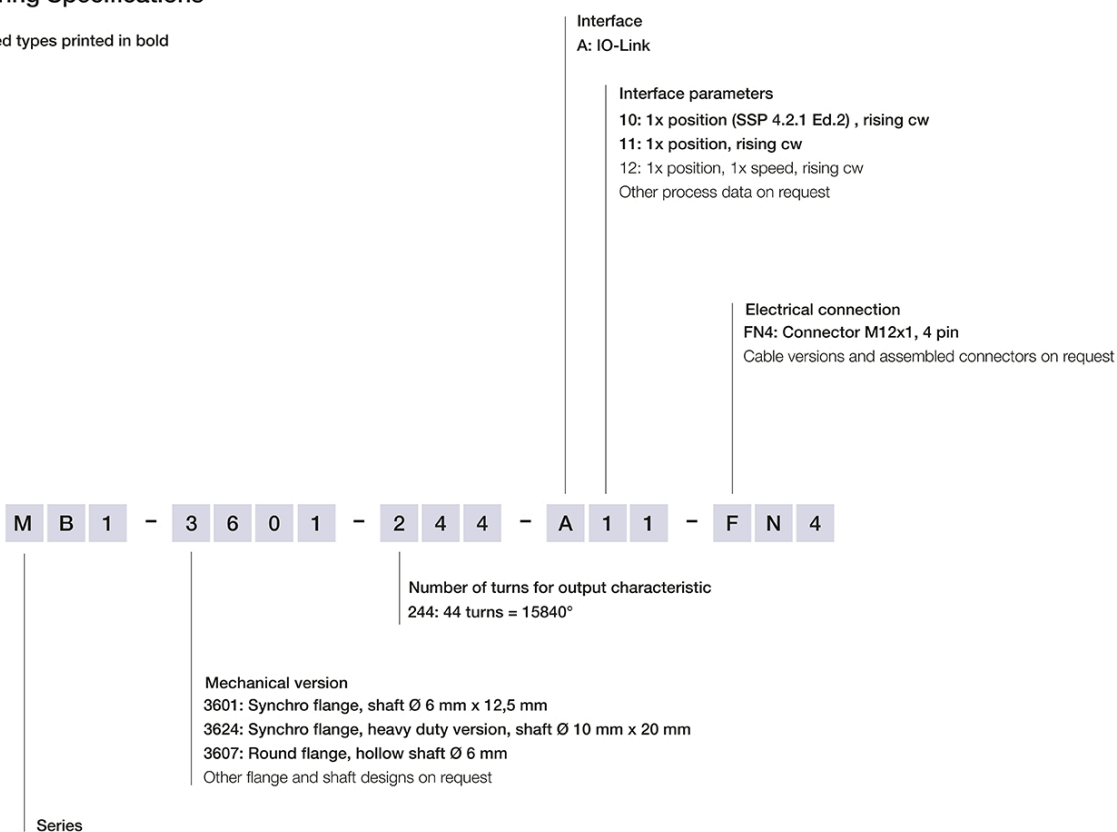 ring Specifications
ed types printed in bold
Interface
A: IO-Link
Interface parameters
10: 1x position (SSP 4.2.1 Ed.2) , rising cw
11: 1x position, rising cw
12: 1x position, 1x speed, rising cw
Other process data on request
Electrical connection
FN4: Connector M12x1, 4 pin
Cable versions and assembled connectors on request
M B 1 - 3 6 0 1 - 2 4 4 - A 1 1 - F N 4
Number of turns for output characteristic
244: 44 turns = 15840°
Mechanical version
3601: Synchro flange, shaft Ø 6 mm x 12,5 mm
3624: Synchro flange, heavy duty version, shaft Ø 10 mm x 20 mm
3607: Round flange, hollow shaft Ø 6 mm
Other flange and shaft designs on request
Series